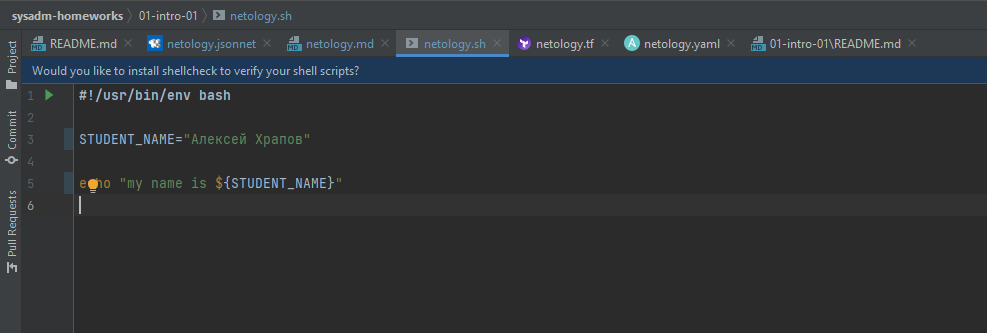 sysadm-homeworks 01-intro-01 netology.sh
README.md netology.jsonnet netology.md netology.sh netology.tf netology.yaml 01-intro-01\README.md
Would you like to install shellcheck to verify your shell scripts?
1 #!/usr/bin/env bash
2
3 STUDENT_NAME="Алексей Храпов"
4
5 echo "my name is ${STUDENT_NAME}"
6
Project
Commit
Pull Requests